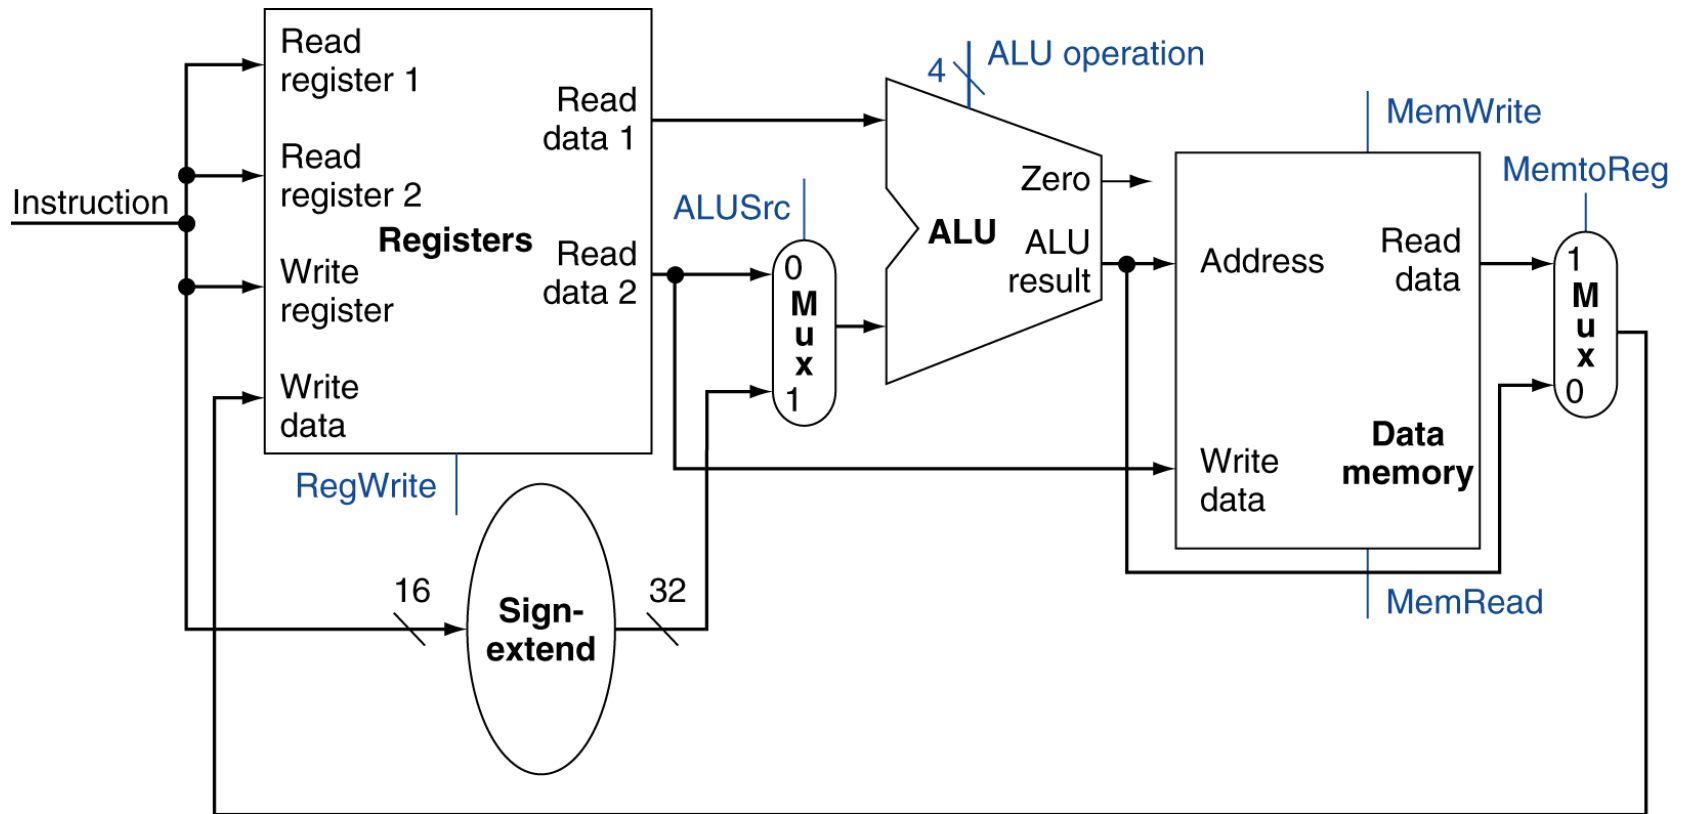 Instruction
Read
register 1
Read
register 2
Write
register
Write
data
Registers
Read
data 1
Read
data 2
RegWrite
16
Sign-
extend
32
ALUSrc
0
M
u
x
1
4
ALU operation
Zero
ALU
ALU
result
MemWrite
Address
Read
data
Write
data
Data
memory
MemRead
MemtoReg
1
M
u
x
0